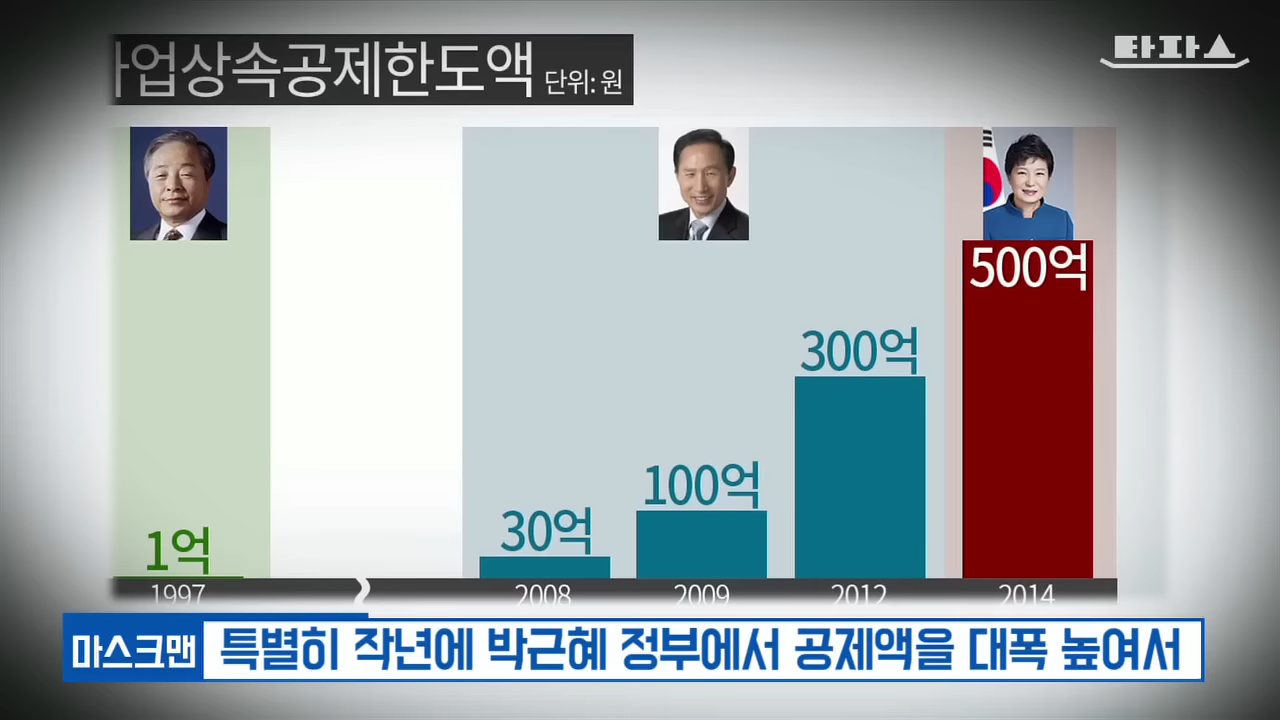 타파스
가업상속공제한도액 단위: 원
500억
300억
100억
30억
1억
1997 2008 2009 2012 2014
마스크맨 특별히 작년에 박근혜 정부에서 공제액을 대폭 높여서